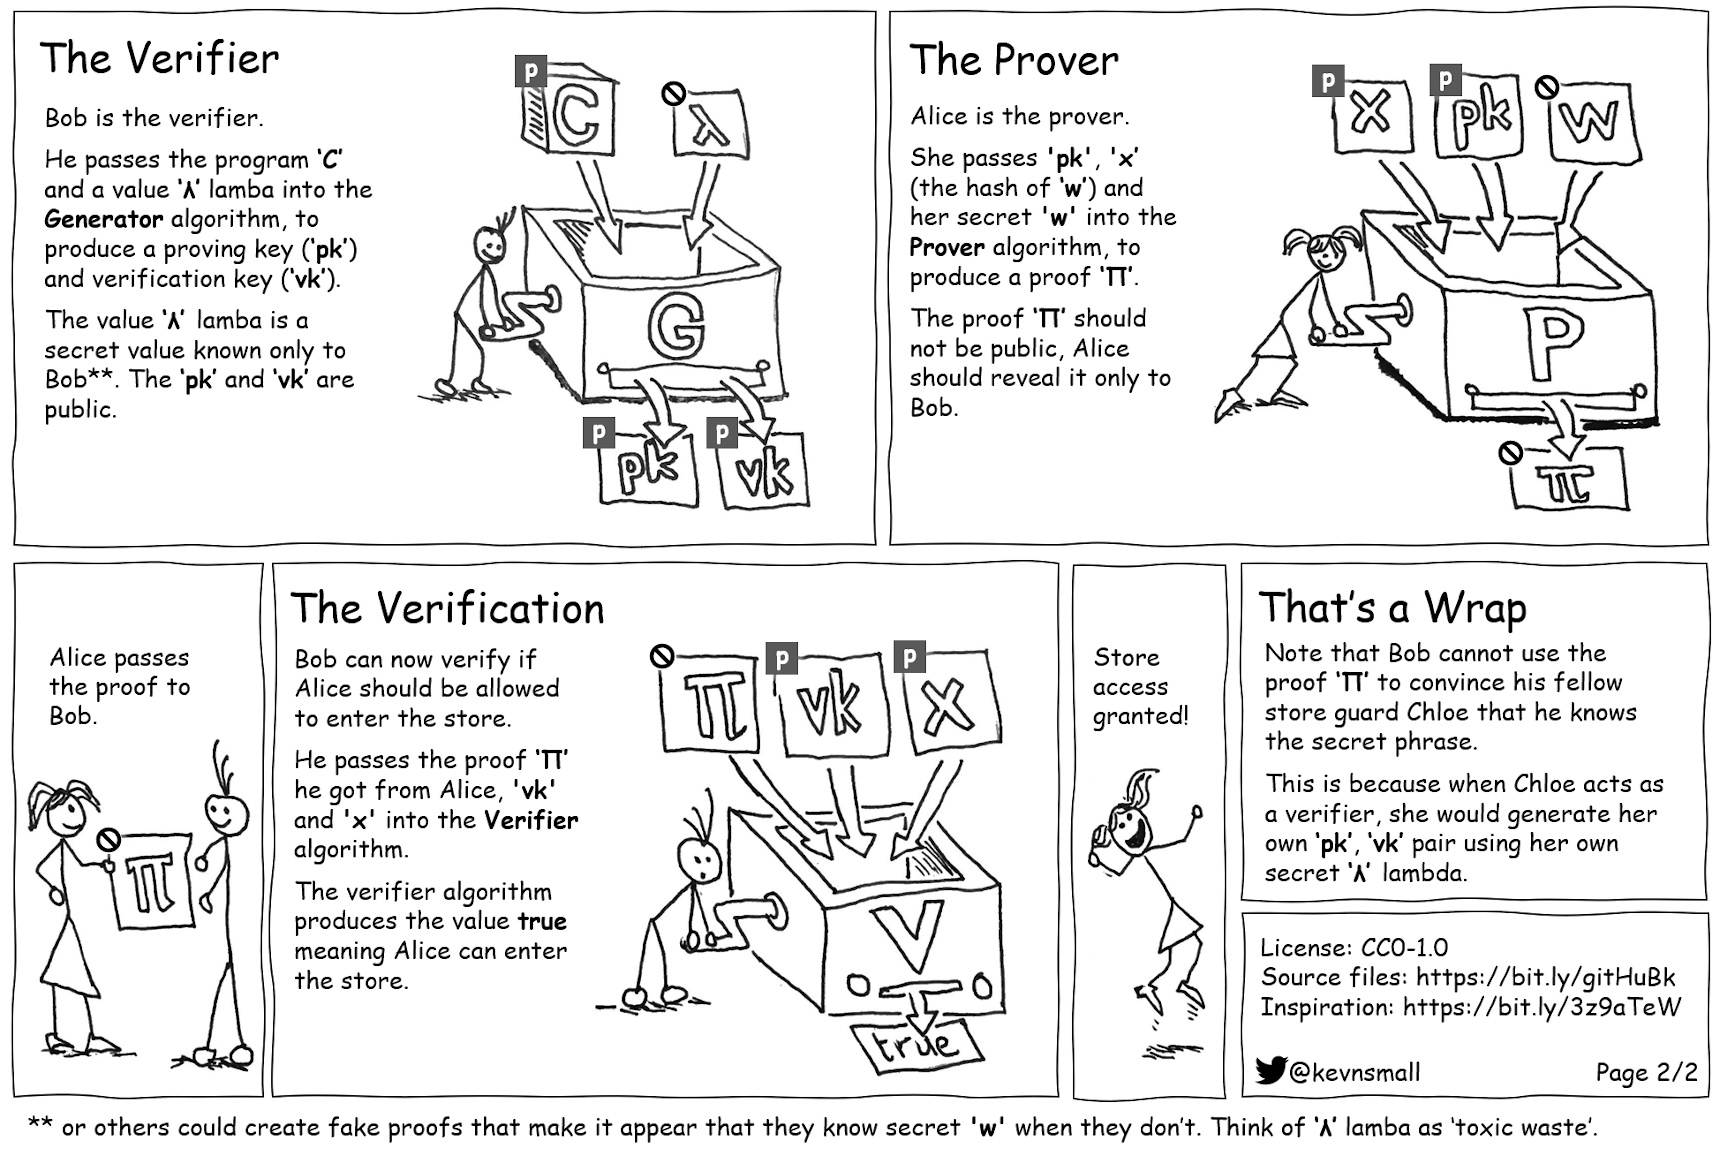 The Verifier
Bob is the verifier.
He passes the program ‘C’
and a value ‘λ’ lamba into the
Generator algorithm, to
produce a proving key (‘pk’)
and verification key (‘vk’).
The value ‘λ’ lamba is a
secret value known only to
Bob**. The ‘pk’ and ‘vk’ are
public.
p
C
λ
G
p
pk
p
vk
The Prover
Alice is the prover.
She passes 'pk', 'x’
(the hash of ‘w’) and
her secret 'w' into the
Prover algorithm, to
produce a proof ‘π’.
The proof ‘π’ should
not be public, Alice
should reveal it only to
Bob.
p
x
p
pk
w
P
π
Alice passes
the proof to
Bob.
π
The Verification
Bob can now verify if
Alice should be allowed
to enter the store.
He passes the proof ‘π’
he got from Alice, 'vk'
and 'x' into the Verifier
algorithm.
The verifier algorithm
produces the value true
meaning Alice can enter
the store.
π
p
vk
p
x
V
true
Store
access
granted!
That’s a Wrap
Note that Bob cannot use the
proof ‘π’ to convince his fellow
store guard Chloe that he knows
the secret phrase.
This is because when Chloe acts as
a verifier, she would generate her
own ‘pk’, ‘vk’ pair using her own
secret ‘λ’ lambda.
License: CC0-1.0
Source files: https://bit.ly/gitHuBk
Inspiration: https://bit.ly/3z9aTeW
@kevnsmall
Page 2/2
** or others could create fake proofs that make it appear that they know secret 'w' when they don’t. Think of ‘λ’ lamba as ‘toxic waste’.